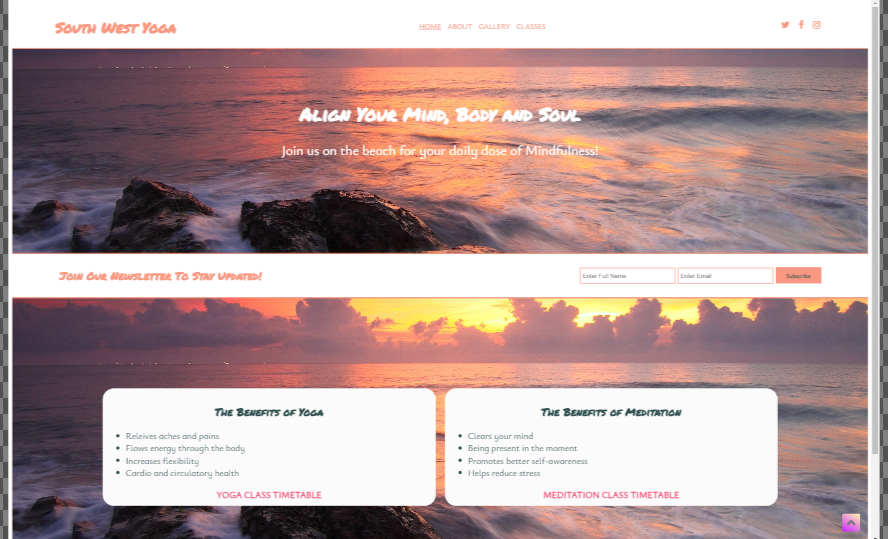 South West Yoga
HOME ABOUT GALLERY CLASSES
Align Your Mind, Body and Soul
Join us on the beach for your daily dose of Mindfulness!
Join Our Newsletter To Stay Updated!
Enter Full Name
Enter Email
Subscribe
The Benefits of Yoga
Releives aches and pains
Flows energy through the body
Increases flexibility
Cardio and circulatory health
YOGA CLASS TIMETABLE
The Benefits of Meditation
Clears your mind
Being present in the moment
Promotes better self-awareness
Helps reduce stress
MEDITATION CLASS TIMETABLE